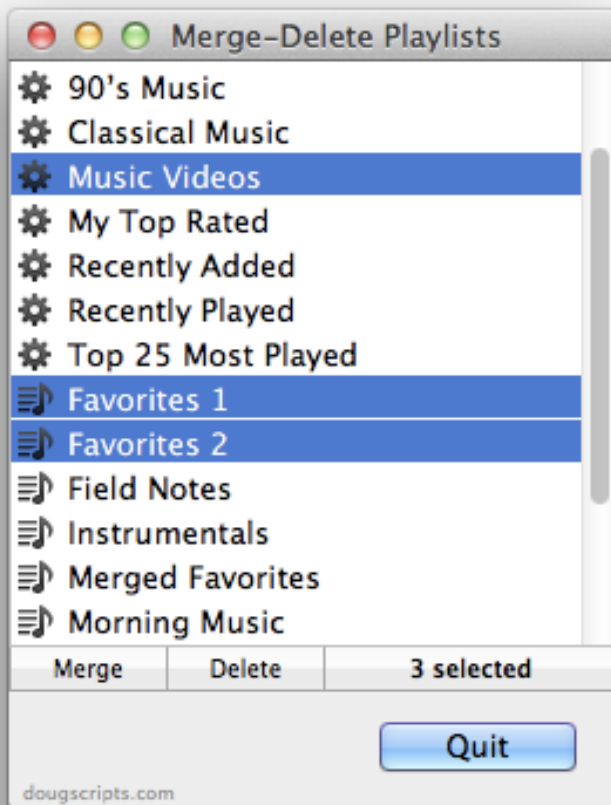 Merge-Delete Playlists
90's Music
Classical Music
Music Videos
My Top Rated
Recently Added
Recently Played
Top 25 Most Played
Favorites 1
Favorites 2
Field Notes
Instrumentals
Merged Favorites
Morning Music
Merge Delete 3 selected
Quit
dougscripts.com